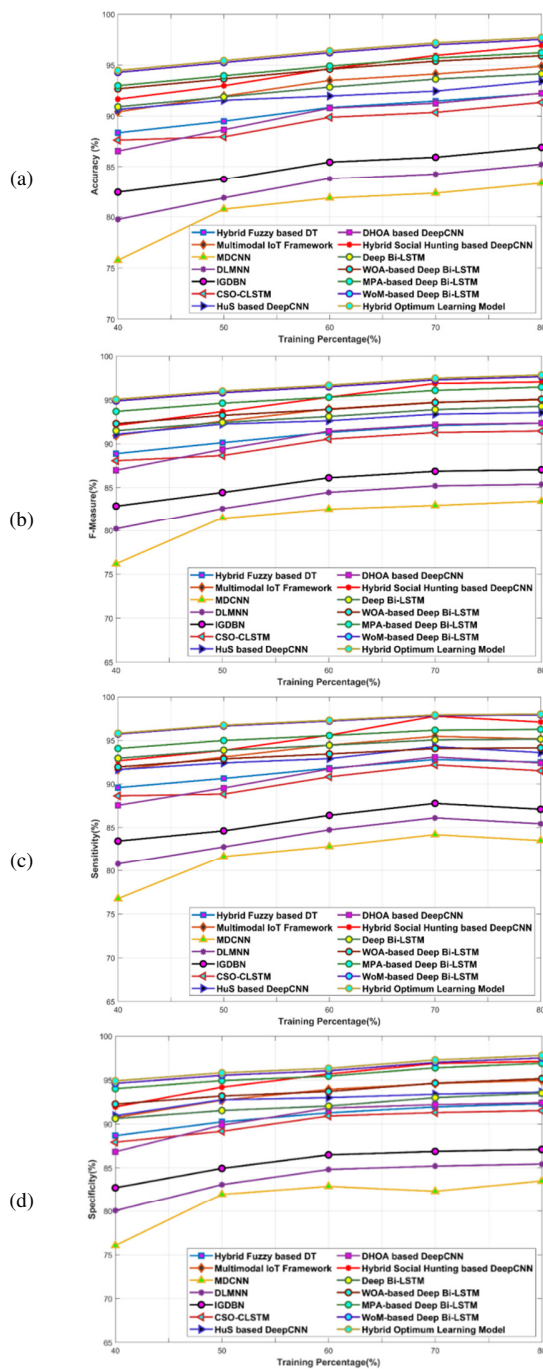 (a)
Accuracy (%)
100
95
90
85
80
75
70
Hybrid Fuzzy based DT
Multimodal IoT Framework
MDCNN
DLMNN
IGDBN
CSO-CLSTM
HuS based DeepCNN
DHOA based DeepCNN
Hybrid Social Hunting based DeepCNN
Deep Bi-LSTM
WOA-based Deep Bi-LSTM
MPA-based Deep Bi-LSTM
WoM-based Deep Bi-LSTM
Hybrid Optimum Learning Model
40 50 60 70 80
Training Percentage(%)
(b)
F-Measure(%)
100
95
90
85
80
75
70
65
Hybrid Fuzzy based DT
Multimodal IoT Framework
MDCNN
DLMNN
IGDBN
CSO-CLSTM
HuS based DeepCNN
DHOA based DeepCNN
Hybrid Social Hunting based DeepCNN
Deep Bi-LSTM
WOA-based Deep Bi-LSTM
MPA-based Deep Bi-LSTM
WoM-based Deep Bi-LSTM
Hybrid Optimum Learning Model
40 50 60 70 80
Training Percentage(%)
(c)
Sensitivity(%)
100
95
90
85
80
75
70
65
Hybrid Fuzzy based DT
Multimodal IoT Framework
MDCNN
DLMNN
IGDBN
CSO-CLSTM
HuS based DeepCNN
DHOA based DeepCNN
Hybrid Social Hunting based DeepCNN
Deep Bi-LSTM
WOA-based Deep Bi-LSTM
MPA-based Deep Bi-LSTM
WoM-based Deep Bi-LSTM
Hybrid Optimum Learning Model
40 50 60 70 80
Training Percentage(%)
(d)
Specificity(%)
100
95
90
85
80
75
70
65
Hybrid Fuzzy based DT
Multimodal IoT Framework
MDCNN
DLMNN
IGDBN
CSO-CLSTM
HuS based DeepCNN
DHOA based DeepCNN
Hybrid Social Hunting based DeepCNN
Deep Bi-LSTM
WOA-based Deep Bi-LSTM
MPA-based Deep Bi-LSTM
WoM-based Deep Bi-LSTM
Hybrid Optimum Learning Model
40 50 60 70 80
Training Percentage(%)